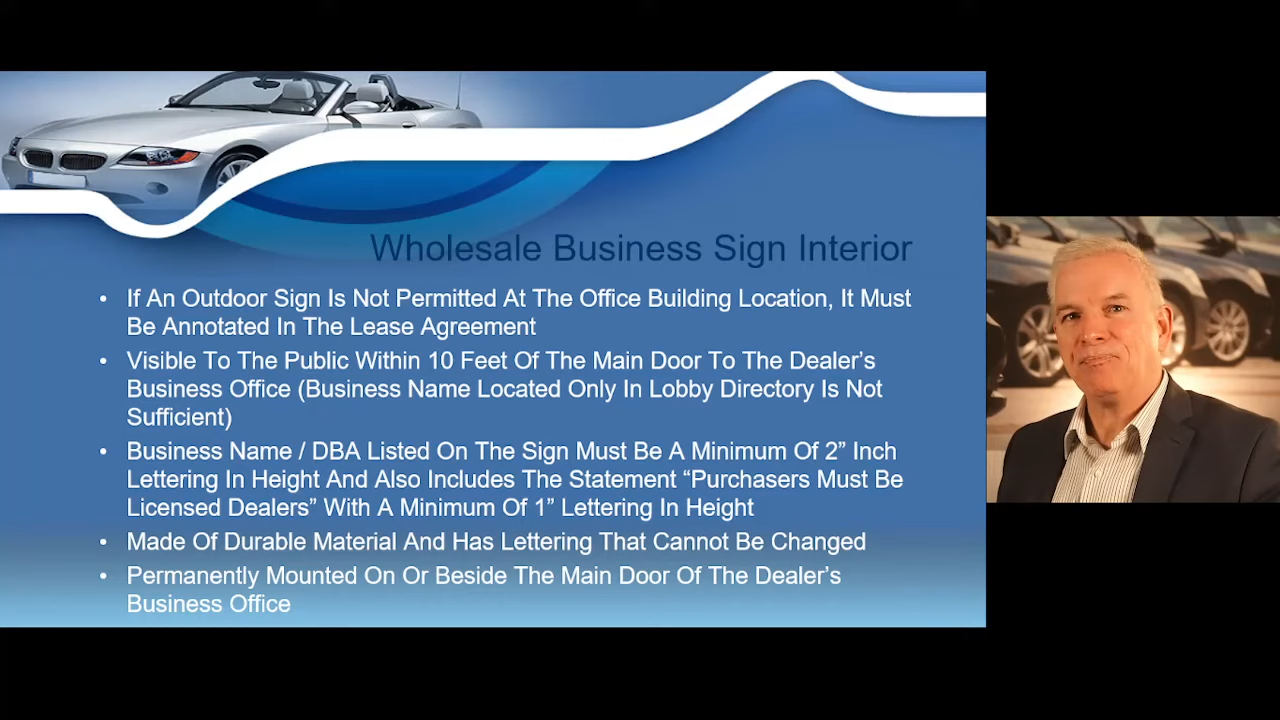 Wholesale Business Sign Interior
• If An Outdoor Sign Is Not Permitted At The Office Building Location, It Must
Be Annotated In The Lease Agreement
• Visible To The Public Within 10 Feet Of The Main Door To The Dealer’s
Business Office (Business Name Located Only In Lobby Directory Is Not
Sufficient)
• Business Name / DBA Listed On The Sign Must Be A Minimum Of 2” Inch
Lettering In Height And Also Includes The Statement “Purchasers Must Be
Licensed Dealers” With A Minimum Of 1” Lettering In Height
• Made Of Durable Material And Has Lettering That Cannot Be Changed
• Permanently Mounted On Or Beside The Main Door Of The Dealer’s
Business Office